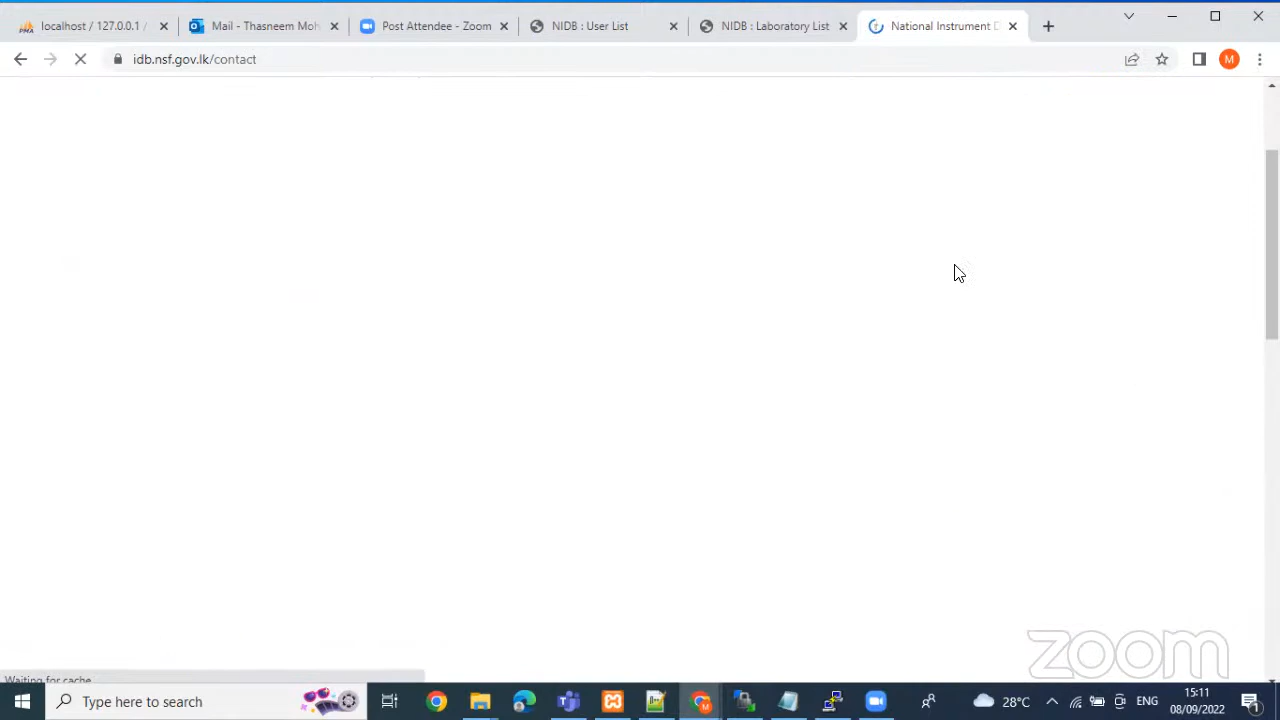 localhost / 127.0.0.1 /
Mail - Thasneem Moh
Post Attendee - Zoom
NIDB : User List
NIDB : Laboratory List
National Instrument D
idb.nsf.gov.lk/contact
M
zoom
Waiting for cache
Type here to search
28°C
ENG
15:11
08/09/2022
1